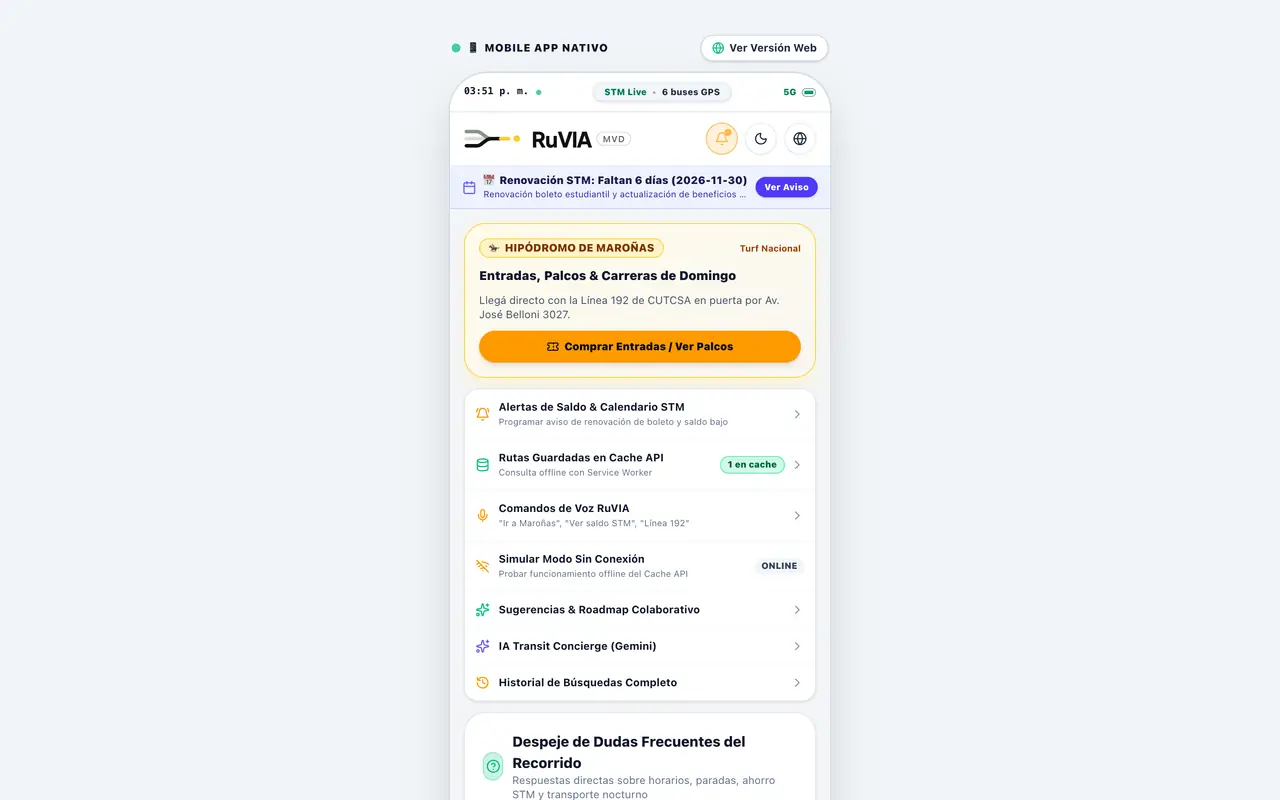 MOBILE APP NATIVO
Ver Versión Web
03:51 p. m.
STM Live • 6 buses GPS
5G
RuVIA MVD
Renovación STM: Faltan 6 días (2026-11-30)
Renovación boleto estudiantil y actualización de beneficios ...
Ver Aviso
HIPÓDROMO DE MAROÑAS
Turf Nacional
Entradas, Palcos & Carreras de Domingo
Llegá directo con la Línea 192 de CUTCSA en puerta por Av.
José Belloni 3027.
Comprar Entradas / Ver Palcos
Alertas de Saldo & Calendario STM
Programar aviso de renovación de boleto y saldo bajo
Rutas Guardadas en Cache API
Consulta offline con Service Worker
1 en cache
Comandos de Voz RuVIA
"Ir a Maroñas", "Ver saldo STM", "Línea 192"
Simular Modo Sin Conexión
Probar funcionamiento offline del Cache API
ONLINE
Sugerencias & Roadmap Colaborativo
IA Transit Concierge (Gemini)
Historial de Búsquedas Completo
Despeje de Dudas Frecuentes del
Recorrido
Respuestas directas sobre horarios, paradas, ahorro
STM y transporte nocturno